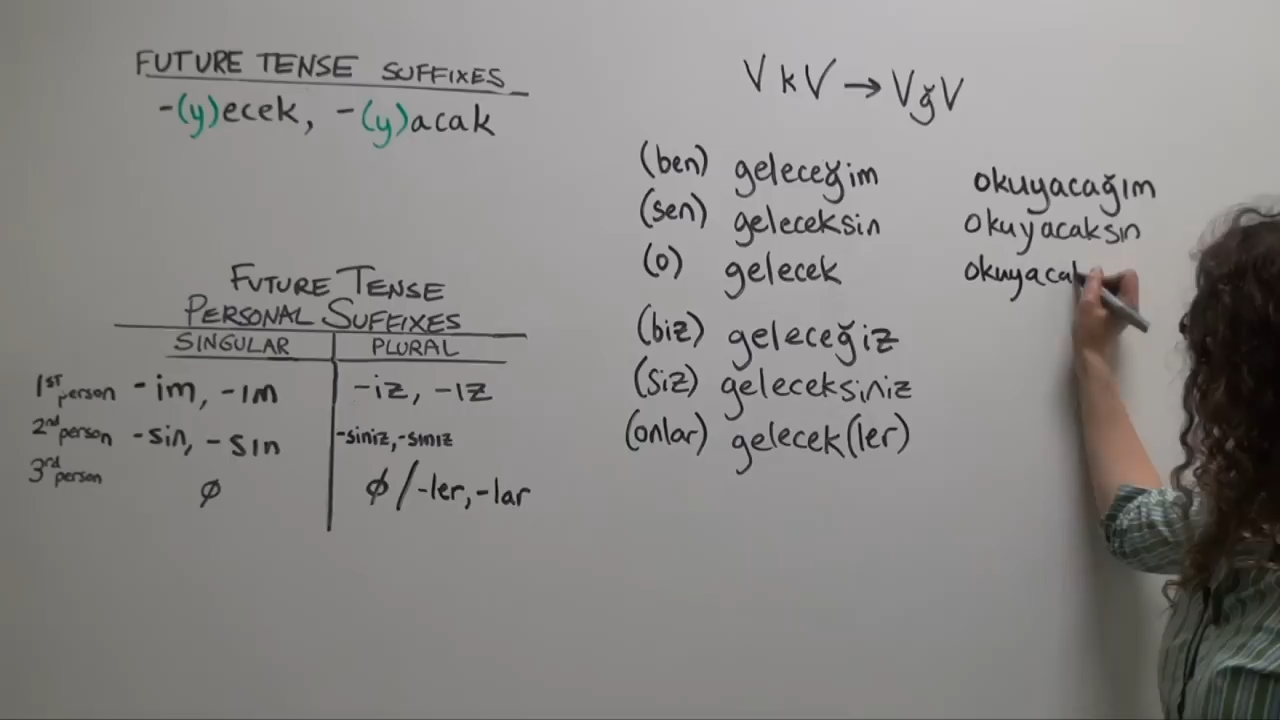 FUTURE TENSE SUFFIXES
-(y)ecek, -(y)acak
FUTURE TENSE
PERSONAL SUFFIXES
SINGULAR PLURAL
1ST person -im, -ım -iz, -ız
2nd person -sin, -sın -siniz, -sınız
3rd person ø ø / -ler, -lar
VkV → VğV
(ben) geleceğim okuyacağım
(sen) geleceksin okuyacaksın
(o) gelecek okuyaca
(biz) geleceğiz
(siz) geleceksiniz
(onlar) gelecek(ler)